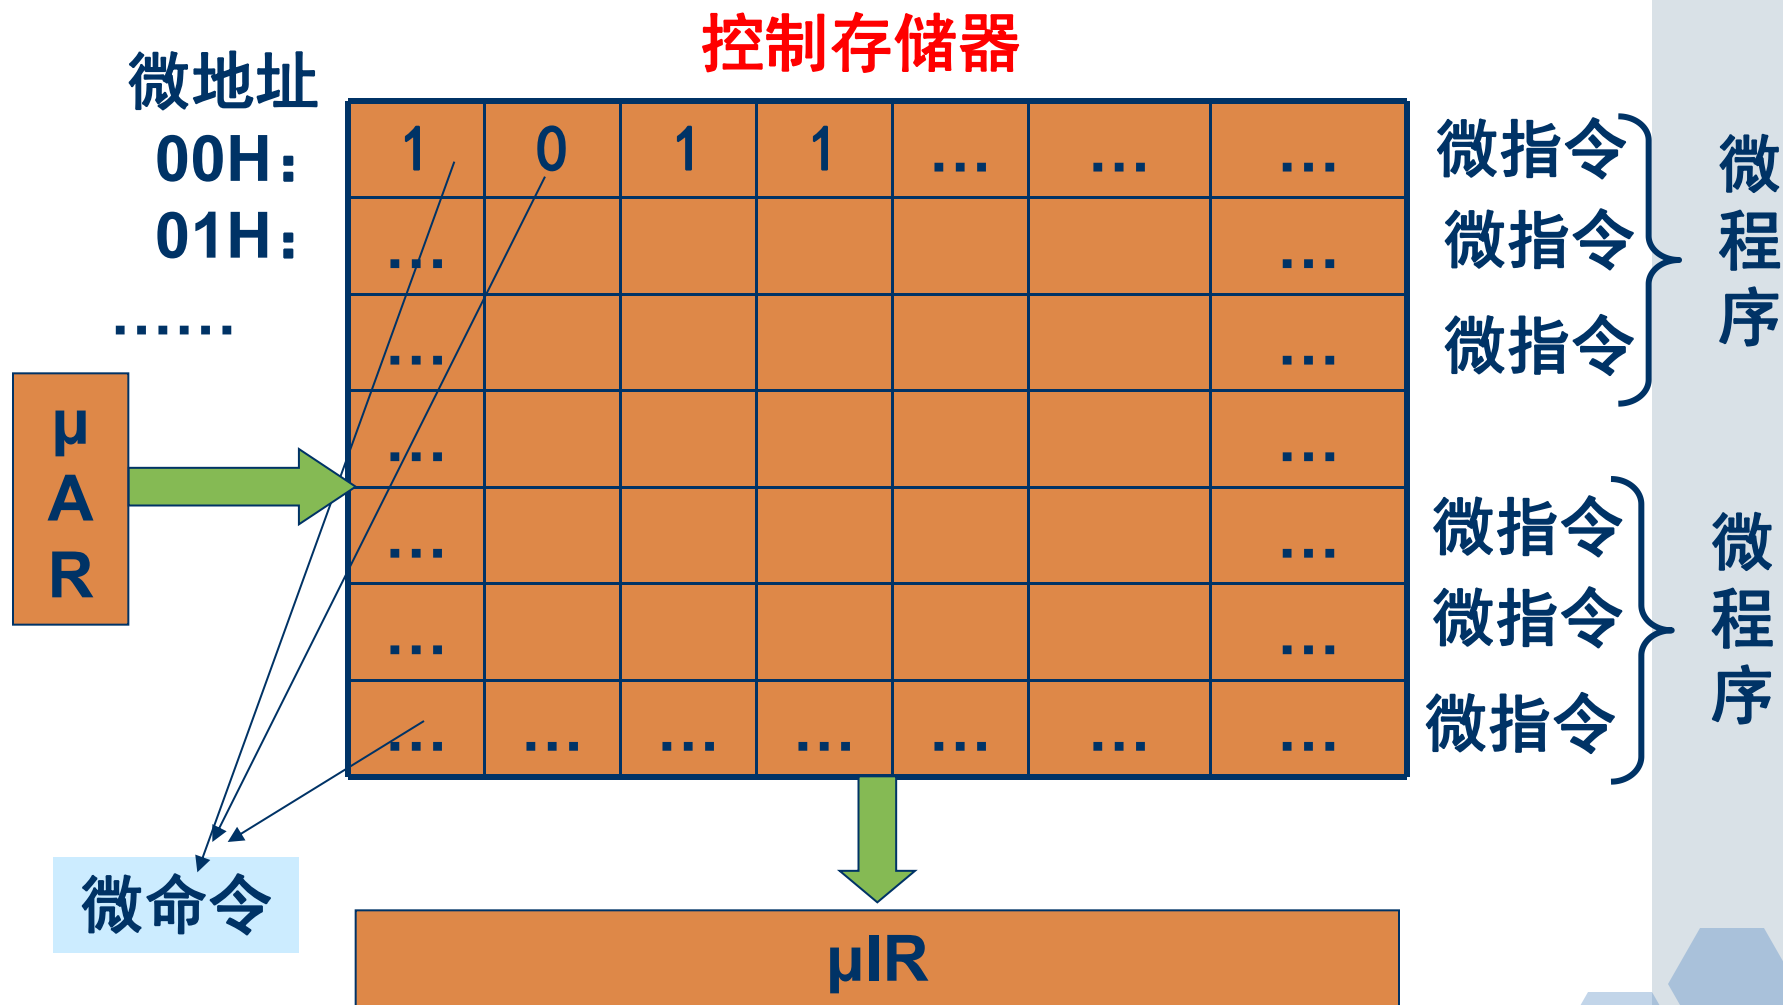 控制存储器
微地址
00H：
01H：
……
1 0 1 1 … … …
… …
… …
… …
… …
… …
… … … … … … …
微指令
微指令
微指令
微程序
微指令
微指令
微指令
微程序
μAR
微命令
μIR